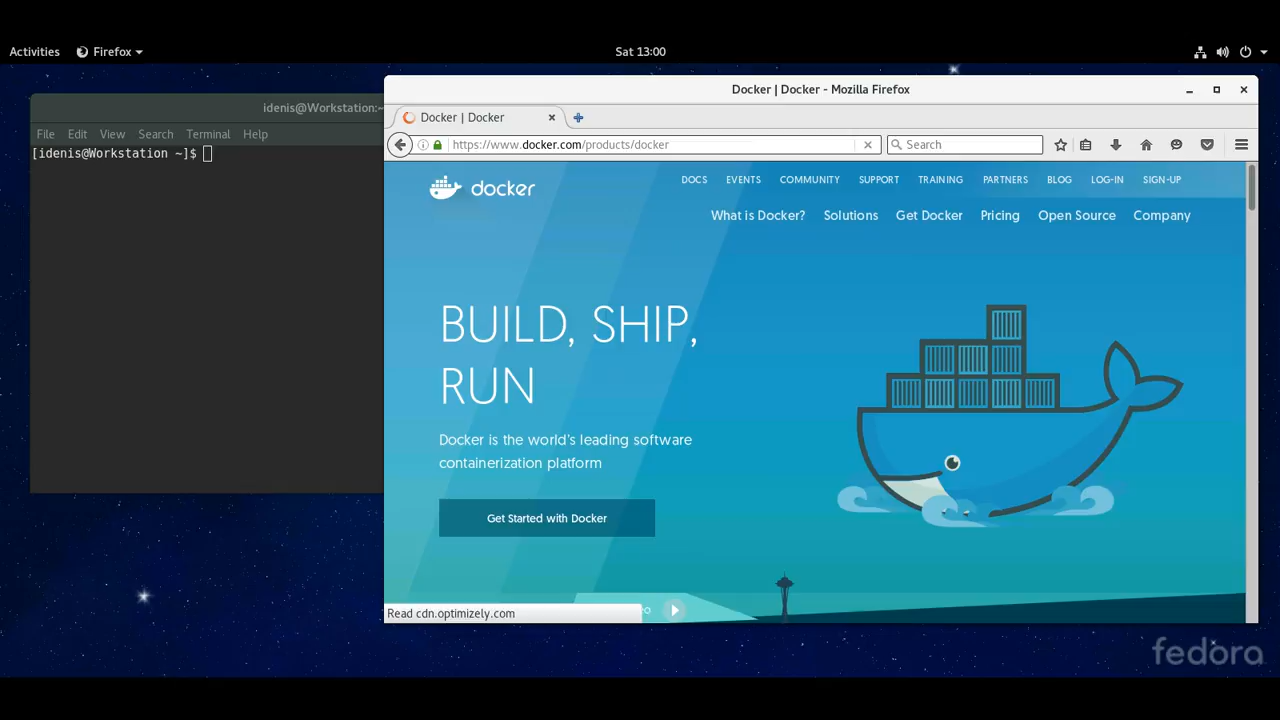 Activities Firefox Sat 13:00
Docker | Docker - Mozilla Firefox
idenis@Workstation:~
Docker | Docker
File Edit View Search Terminal Help
https://www.docker.com/products/docker Search
[idenis@Workstation ~]$
docker
DOCS EVENTS COMMUNITY SUPPORT TRAINING PARTNERS BLOG LOG-IN SIGN-UP
What is Docker? Solutions Get Docker Pricing Open Source Company
BUILD, SHIP,
RUN
Docker is the world's leading software
containerization platform
Get Started with Docker
Read cdn.optimizely.com
fedora